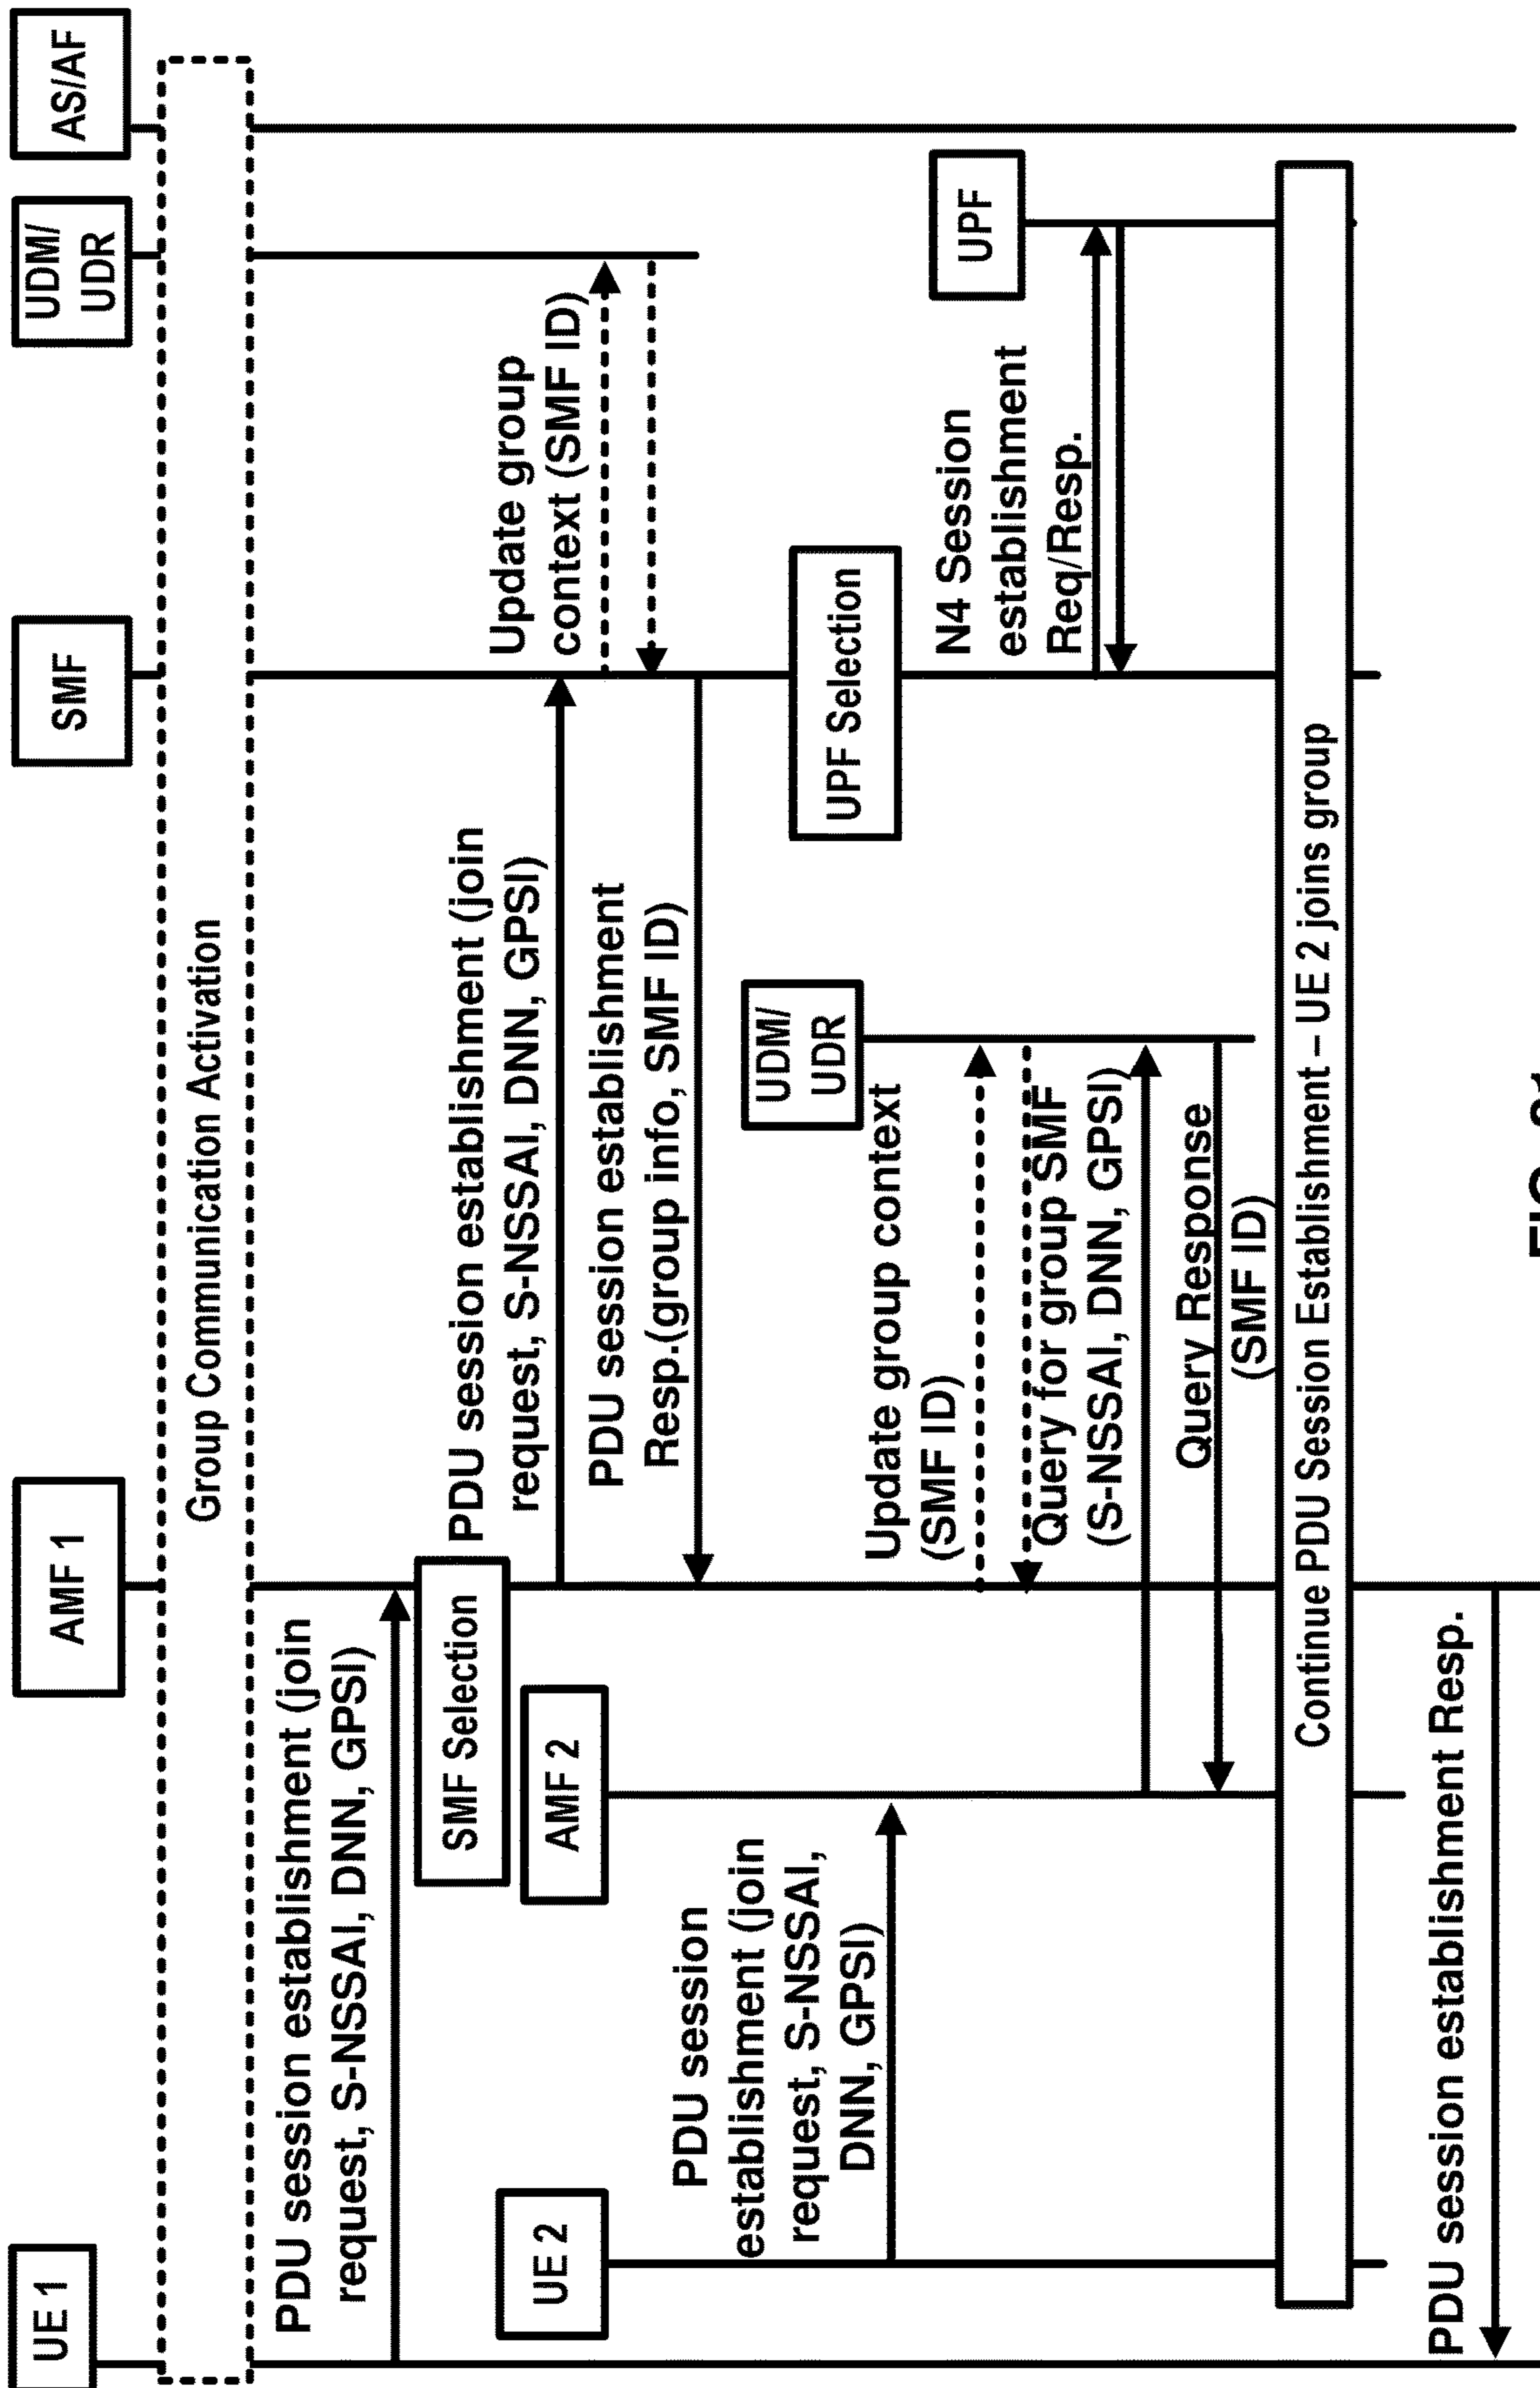 UE 1
AMF 1
SMF
UDM/
UDR
AS/AF
Group Communication Activation
PDU session establishment (join
request, S-NSSAI, DNN, GPSI)
SMF Selection
PDU session establishment (join
request, S-NSSAI, DNN, GPSI)
Update group
context (SMF ID)
PDU session establishment
Resp.(group info, SMF ID)
UE 2
AMF 2
PDU session
establishment (join
request, S-NSSAI,
DNN, GPSI)
UDM/
UDR
UPF Selection
Update group context
(SMF ID)
UPF
N4 Session
establishment
Req/Resp.
Query for group SMF
(S-NSSAI, DNN, GPSI)
Query Response
(SMF ID)
Continue PDU Session Establishment – UE 2 joins group
PDU session establishment Resp.